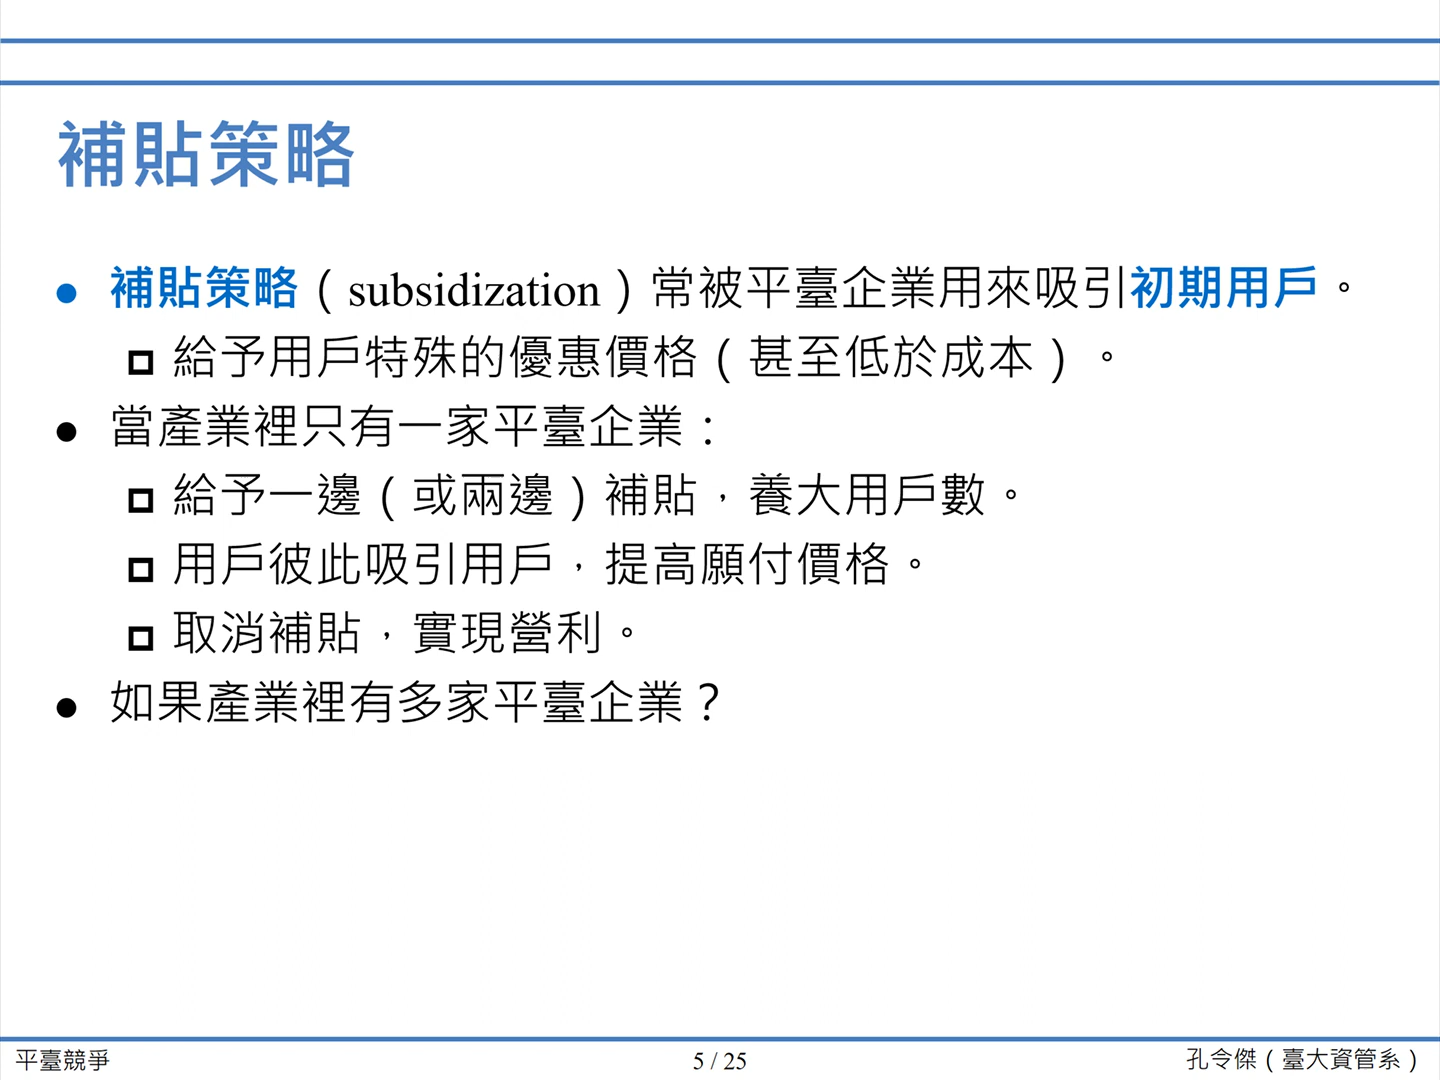 補貼策略
● 補貼策略（subsidization）常被平臺企業用來吸引初期用戶。
給予用戶特殊的優惠價格（甚至低於成本）。
● 當產業裡只有一家平臺企業：
給予一邊（或兩邊）補貼，養大用戶數。
用戶彼此吸引用戶，提高願付價格。
取消補貼，實現營利。
● 如果產業裡有多家平臺企業？
平臺競爭
5 / 25
孔令傑（臺大資管系）